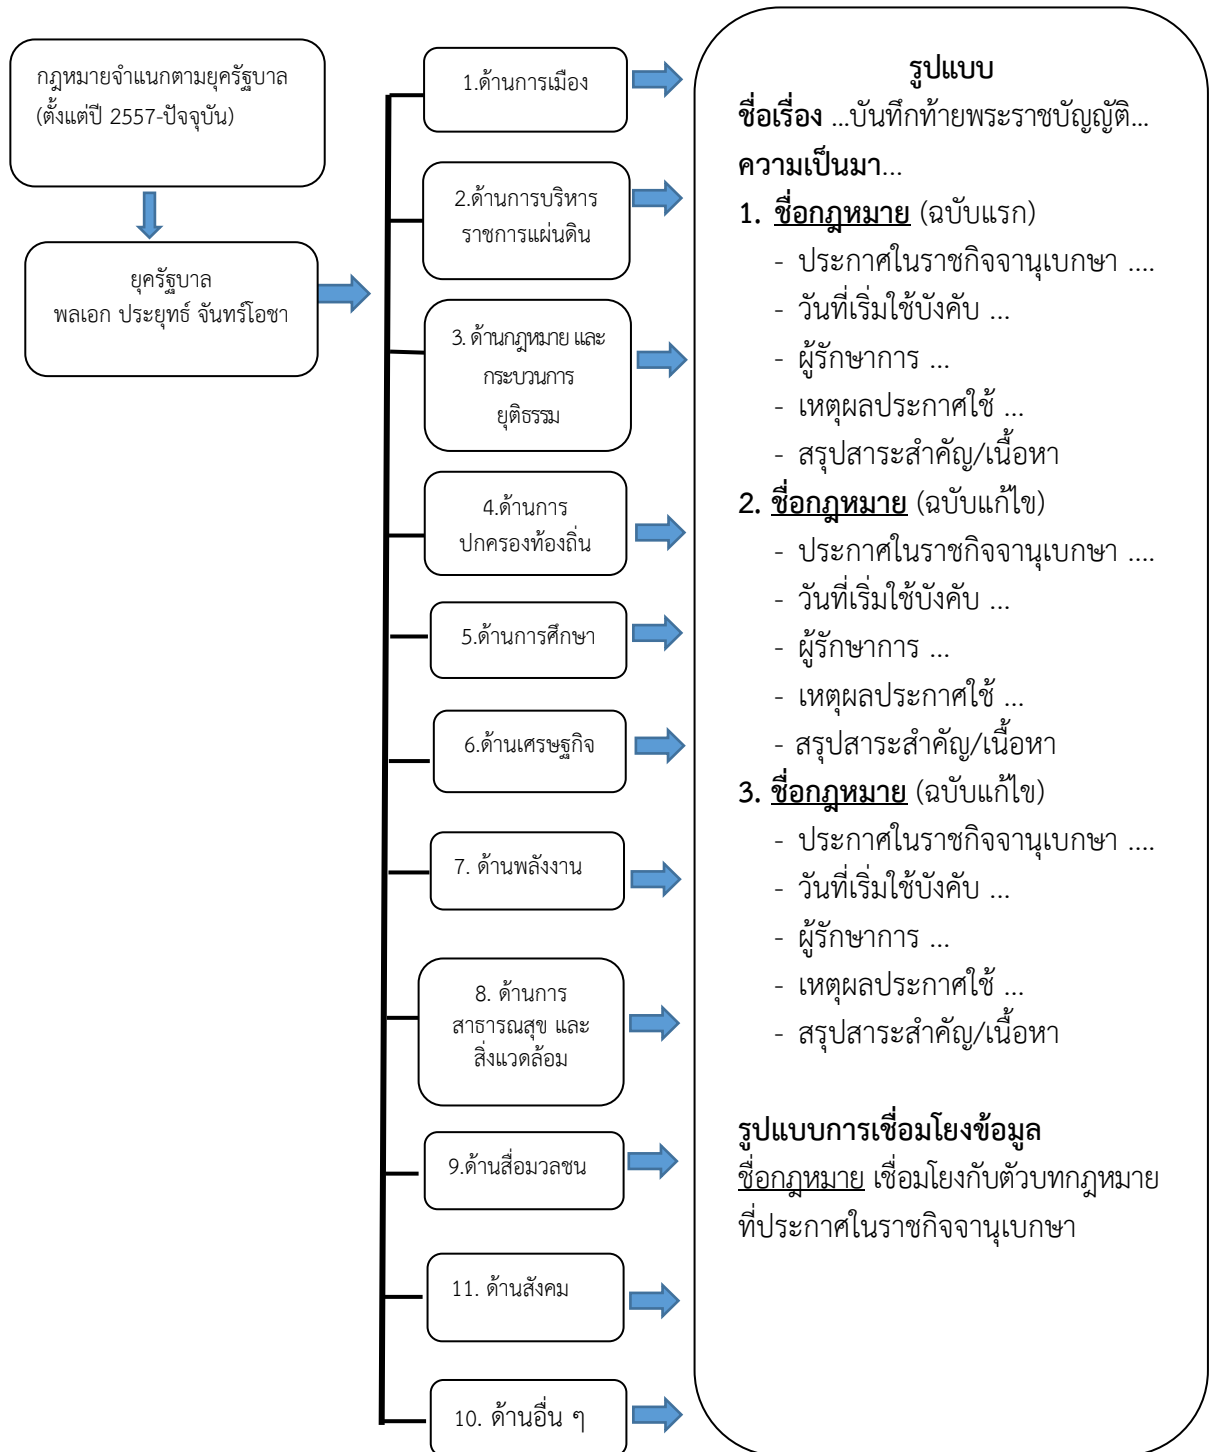 กฎหมายจำแนกตามยุครัฐบาล
(ตั้งแต่ปี 2557-ปัจจุบัน)
ยุครัฐบาล
พลเอก ประยุทธ์ จันทร์โอชา
1.ด้านการเมือง
2.ด้านการบริหาร
ราชการแผ่นดิน
3. ด้านกฎหมาย และ
กระบวนการ
ยุติธรรม
4.ด้านการ
ปกครองท้องถิ่น
5.ด้านการศึกษา
6.ด้านเศรษฐกิจ
7. ด้านพลังงาน
8. ด้านการ
สาธารณสุข และ
สิ่งแวดล้อม
9.ด้านสื่อมวลชน
11. ด้านสังคม
10. ด้านอื่น ๆ
รูปแบบ
ชื่อเรื่อง ...บันทึกท้ายพระราชบัญญัติ...
ความเป็นมา...
1. ชื่อกฎหมาย (ฉบับแรก)
- ประกาศในราชกิจจานุเบกษา ....
- วันที่เริ่มใช้บังคับ ...
- ผู้รักษาการ ...
- เหตุผลประกาศใช้ ...
- สรุปสาระสำคัญ/เนื้อหา
2. ชื่อกฎหมาย (ฉบับแก้ไข)
- ประกาศในราชกิจจานุเบกษา ....
- วันที่เริ่มใช้บังคับ ...
- ผู้รักษาการ ...
- เหตุผลประกาศใช้ ...
- สรุปสาระสำคัญ/เนื้อหา
3. ชื่อกฎหมาย (ฉบับแก้ไข)
- ประกาศในราชกิจจานุเบกษา ....
- วันที่เริ่มใช้บังคับ ...
- ผู้รักษาการ ...
- เหตุผลประกาศใช้ ...
- สรุปสาระสำคัญ/เนื้อหา
รูปแบบการเชื่อมโยงข้อมูล
ชื่อกฎหมาย เชื่อมโยงกับตัวบทกฎหมาย
ที่ประกาศในราชกิจจานุเบกษา